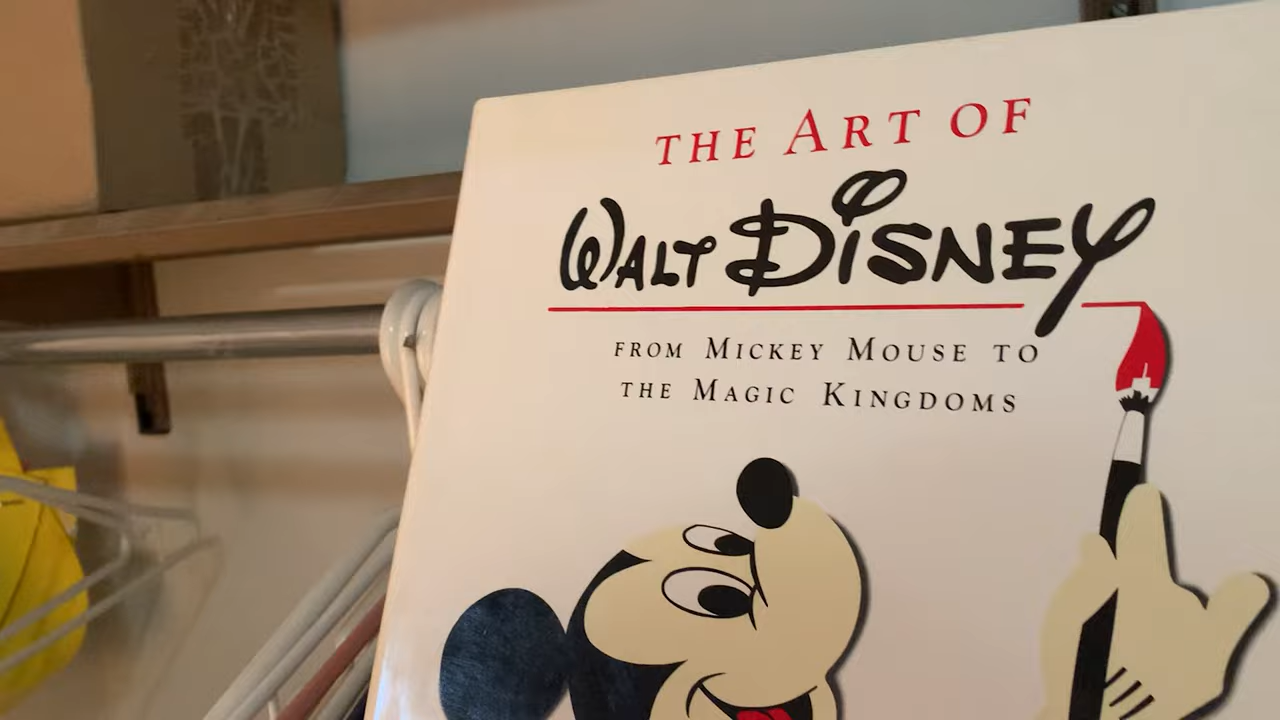 THE ART OF
WALT DISNEY
FROM MICKEY MOUSE TO
THE MAGIC KINGDOMS